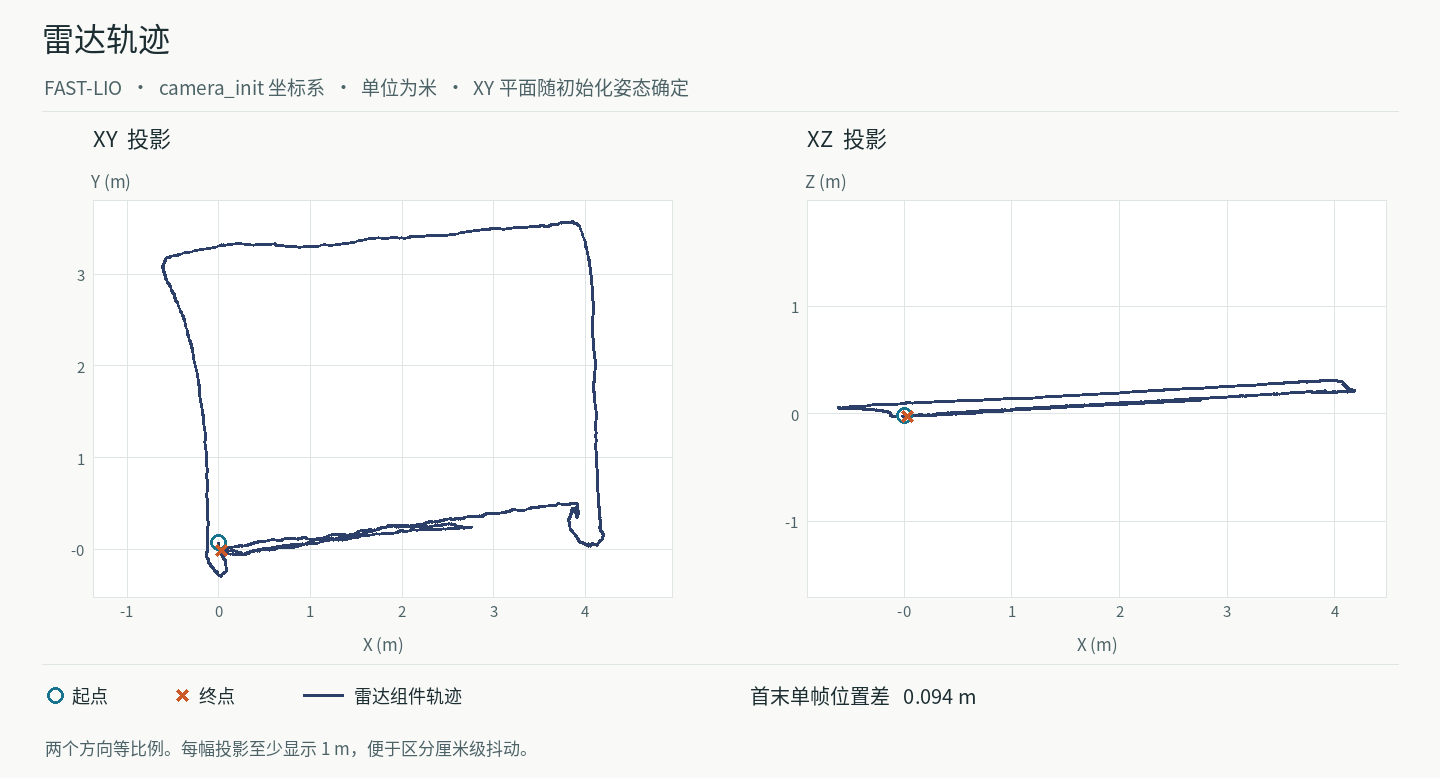 雷达轨迹
FAST-LIO · camera_init 坐标系 · 单位为米 · XY 平面随初始化姿态确定
XY 投影
XZ 投影
Y (m)
Z (m)
3
2
1
-0
-1 0 1 2 3 4
X (m)
1
0
-1
-0 1 2 3 4
X (m)
起点 终点 雷达组件轨迹
首末单帧位置差 0.094 m
两个方向等比例。每幅投影至少显示 1 m，便于区分厘米级抖动。